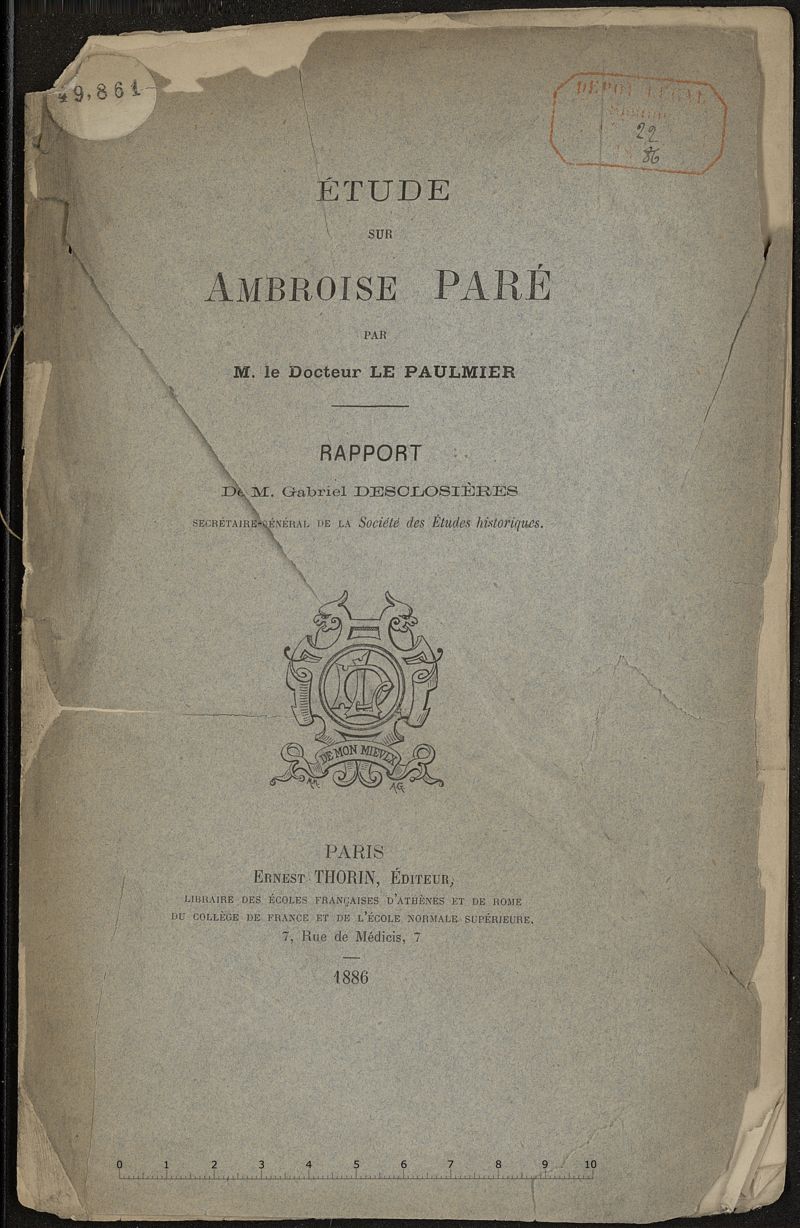 49,861
DÉPÔT LÉGAL
22
86
ÉTUDE
SUR
AMBROISE PARÉ
PAR
M. le Docteur LE PAULMIER
RAPPORT
De M. Gabriel DESCLOSIÈRES
SECRÉTAIRE-GÉNÉRAL DE LA Société des Études historiques.
DE MON MIEVLX
AG
PARIS
ERNEST THORIN, ÉDITEUR,
LIBRAIRE DES ÉCOLES FRANÇAISES D'ATHÈNES ET DE ROME
DU COLLÈGE DE FRANCE ET DE L'ÉCOLE NORMALE SUPÉRIEURE,
7, Rue de Médicis, 7
1886
0 1 2 3 4 5 6 7 8 9 10